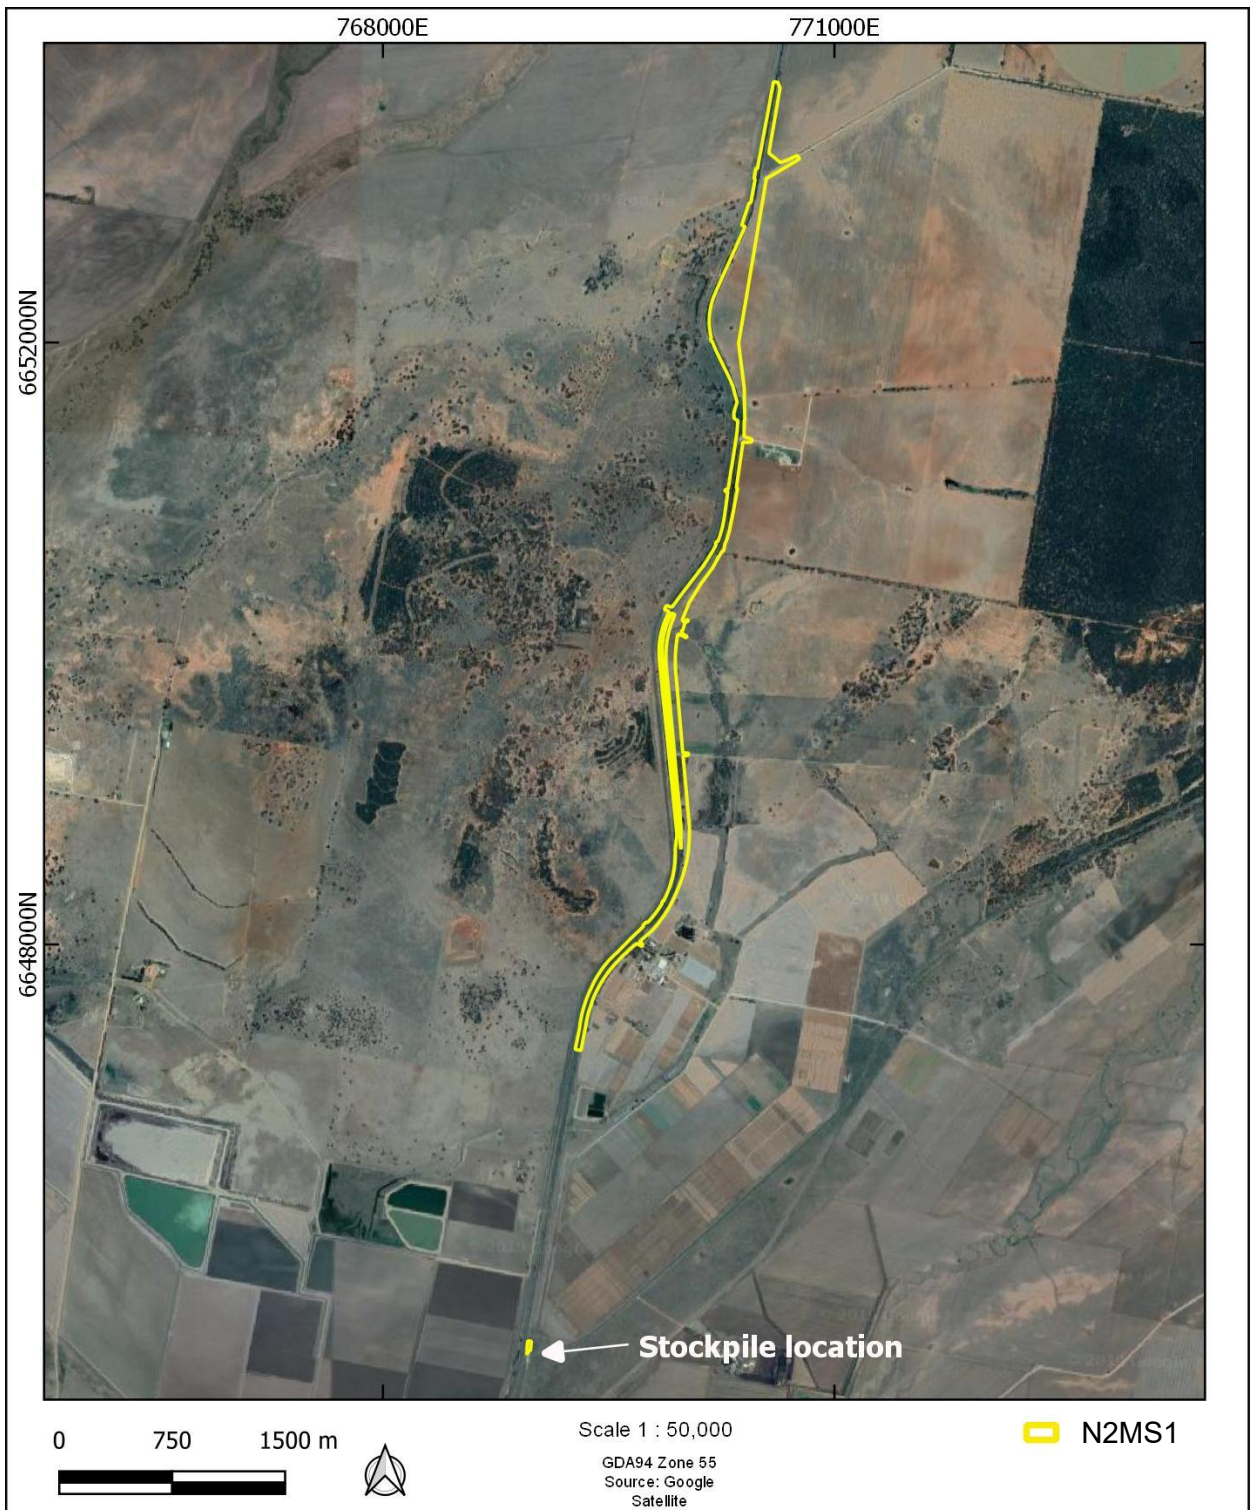 768000E
771000E
6652000N
6648000N
Stockpile location
0 750 1500 m
Scale 1 : 50,000
GDA94 Zone 55
Source: Google
Satellite
N2MS1